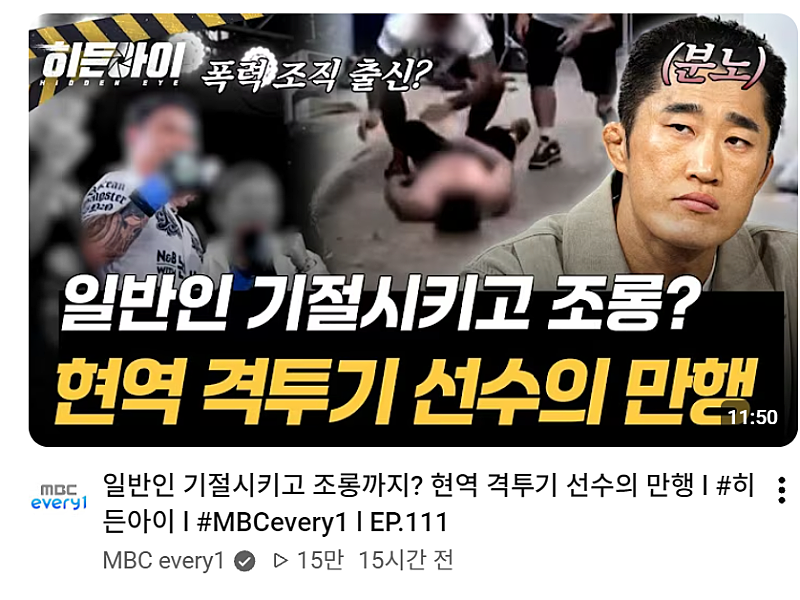 히든아이
HIDDEN EYE
폭력 조직 출신?
(분노)
일반인 기절시키고 조롱?
현역 격투기 선수의 만행
11:50
MBC
every1
일반인 기절시키고 조롱까지? 현역 격투기 선수의 만행 l #히
든아이 l #MBCevery1 l EP.111
MBC every1 15만 15시간 전